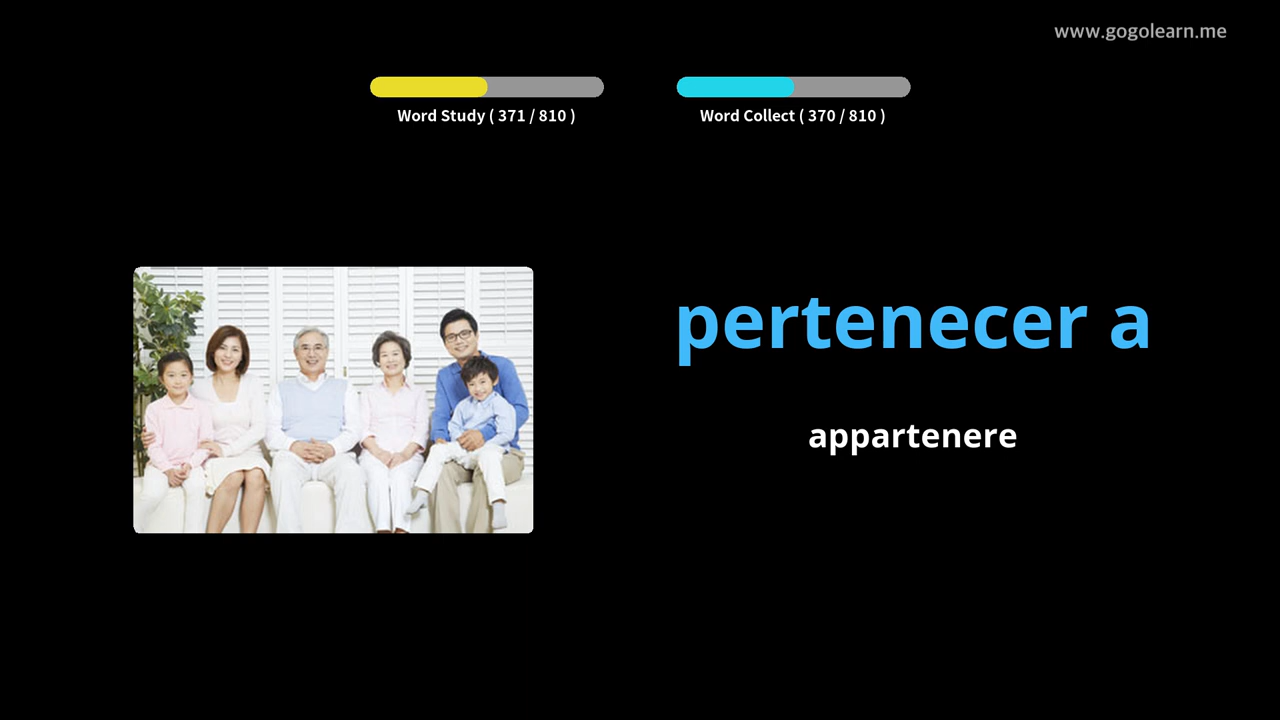 www.gogolearn.me
Word Study ( 371 / 810 )
Word Collect ( 370 / 810 )
pertenecer a
appartenere